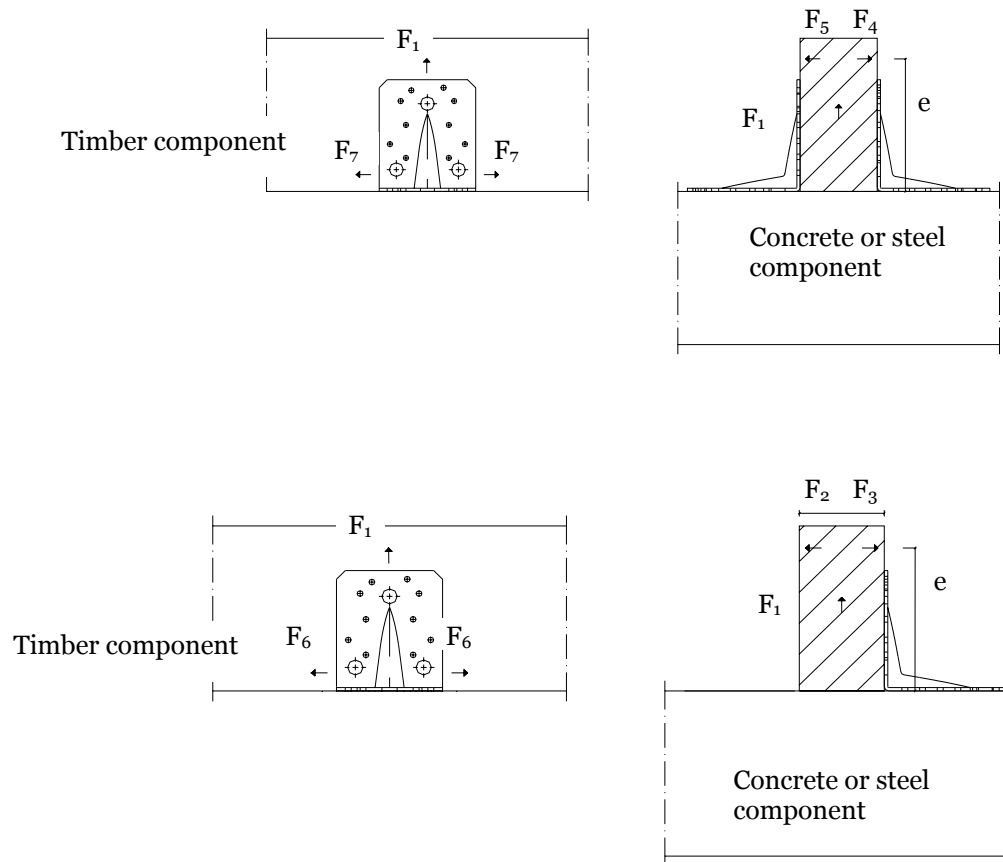 F₁
Timber component
F₇
F₇
F₅
F₄
F₁
e
Concrete or steel
component
F₁
Timber component
F₆
F₆
F₂
F₃
F₁
e
Concrete or steel
component